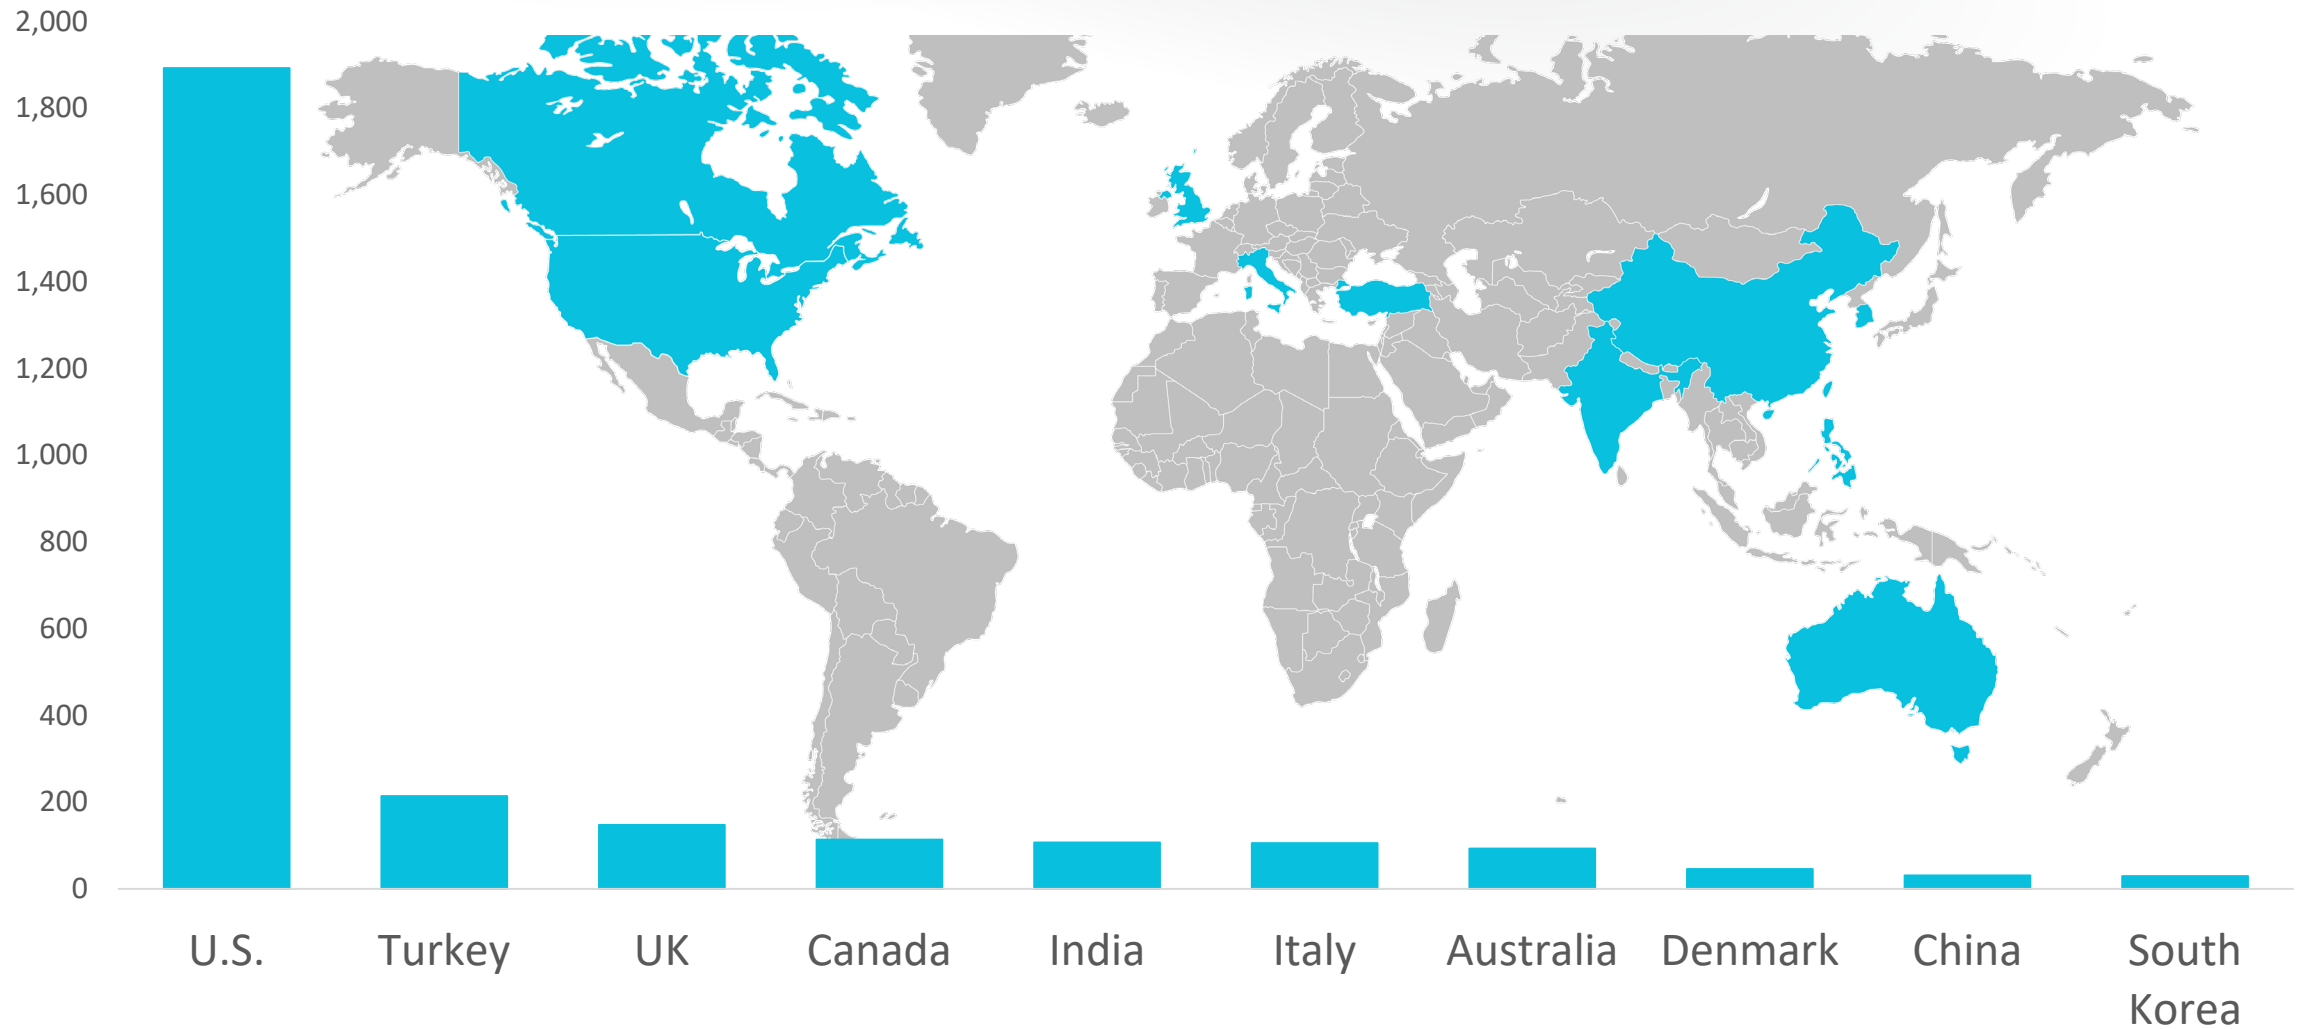 2,000
1,800
1,600
1,400
1,200
1,000
800
600
400
200
0
U.S.
Turkey
UK
Canada
India
Italy
Australia
Denmark
China
South
Korea